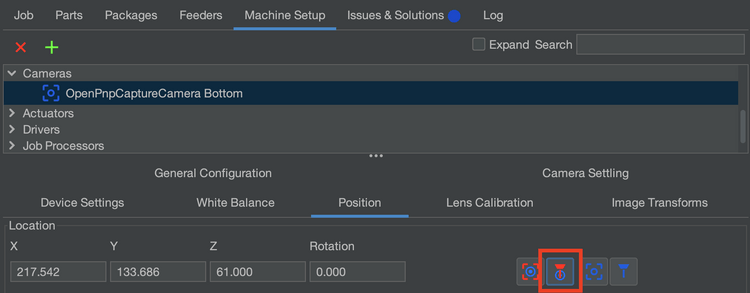 Job Parts Packages Feeders Machine Setup Issues & Solutions Log
Expand Search
Cameras
OpenPnpCaptureCamera Bottom
Actuators
Drivers
Job Processors
General Configuration Camera Settling
Device Settings White Balance Position Lens Calibration Image Transforms
Location
X Y Z Rotation
217.542 133.686 61.000 0.000